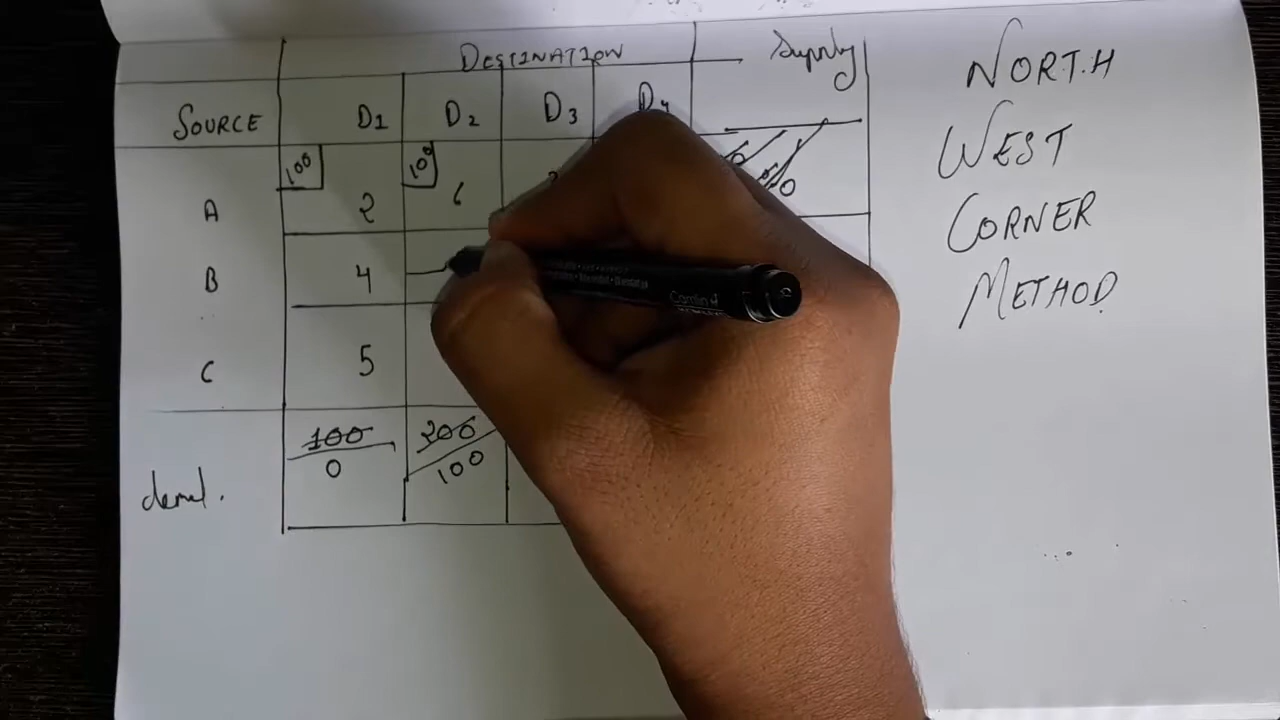 DESTINATION Supply
SOURCE D1 D2 D3 D4
100 100
A 2 6
B 4
C 5
100 200
0 100
NORTH
WEST
CORNER
METHOD